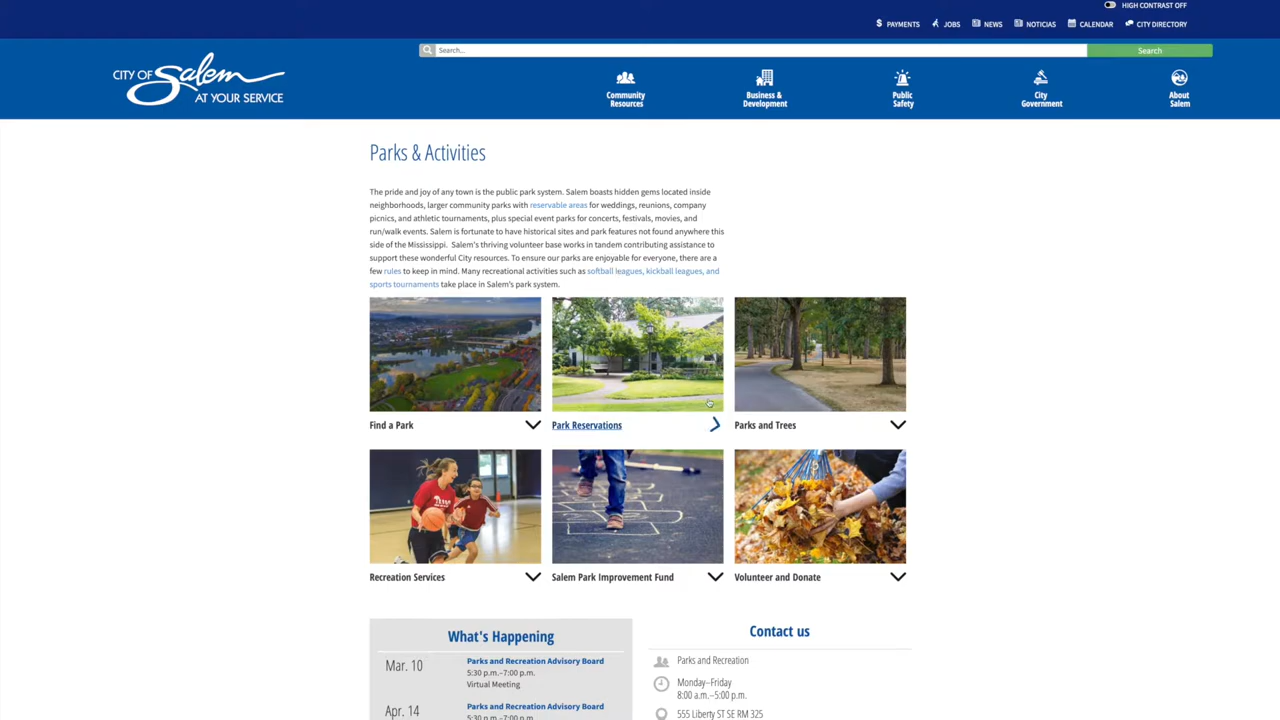 HIGH CONTRAST OFF
PAYMENTS JOBS NEWS NOTICIAS CALENDAR CITY DIRECTORY
Search... Search
CITY OF Salem
AT YOUR SERVICE
Community Resources
Business & Development
Public Safety
City Government
About Salem
Parks & Activities
The pride and joy of any town is the public park system. Salem boasts hidden gems located inside
neighborhoods, larger community parks with reservable areas for weddings, reunions, company
picnics, and athletic tournaments, plus special event parks for concerts, festivals, movies, and
run/walk events. Salem is fortunate to have historical sites and park features not found anywhere this
side of the Mississippi. Salem's thriving volunteer base works in tandem contributing assistance to
support these wonderful City resources. To ensure our parks are enjoyable for everyone, there are a
few rules to keep in mind. Many recreational activities such as softball leagues, kickball leagues, and
sports tournaments take place in Salem's park system.
Find a Park
Park Reservations
Parks and Trees
Recreation Services
Salem Park Improvement Fund
Volunteer and Donate
What's Happening
Mar. 10
Parks and Recreation Advisory Board
5:30 p.m.–7:00 p.m.
Virtual Meeting
Apr. 14
Parks and Recreation Advisory Board
5:30 p.m.–7:00 p.m.
Contact us
Parks and Recreation
Monday–Friday
8:00 a.m.–5:00 p.m.
555 Liberty ST SE RM 325